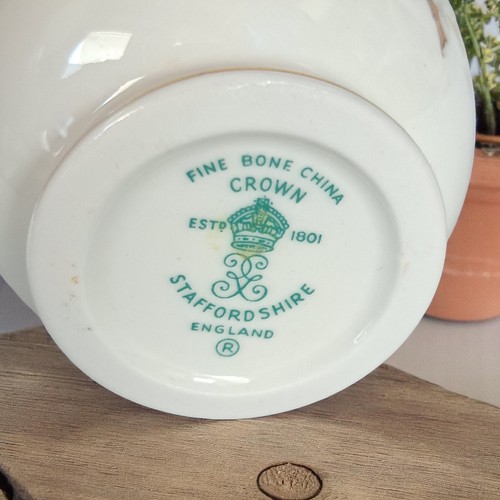 FINE BONE CHINA
CROWN
ESTD 1801
STAFFORDSHIRE
ENGLAND
®